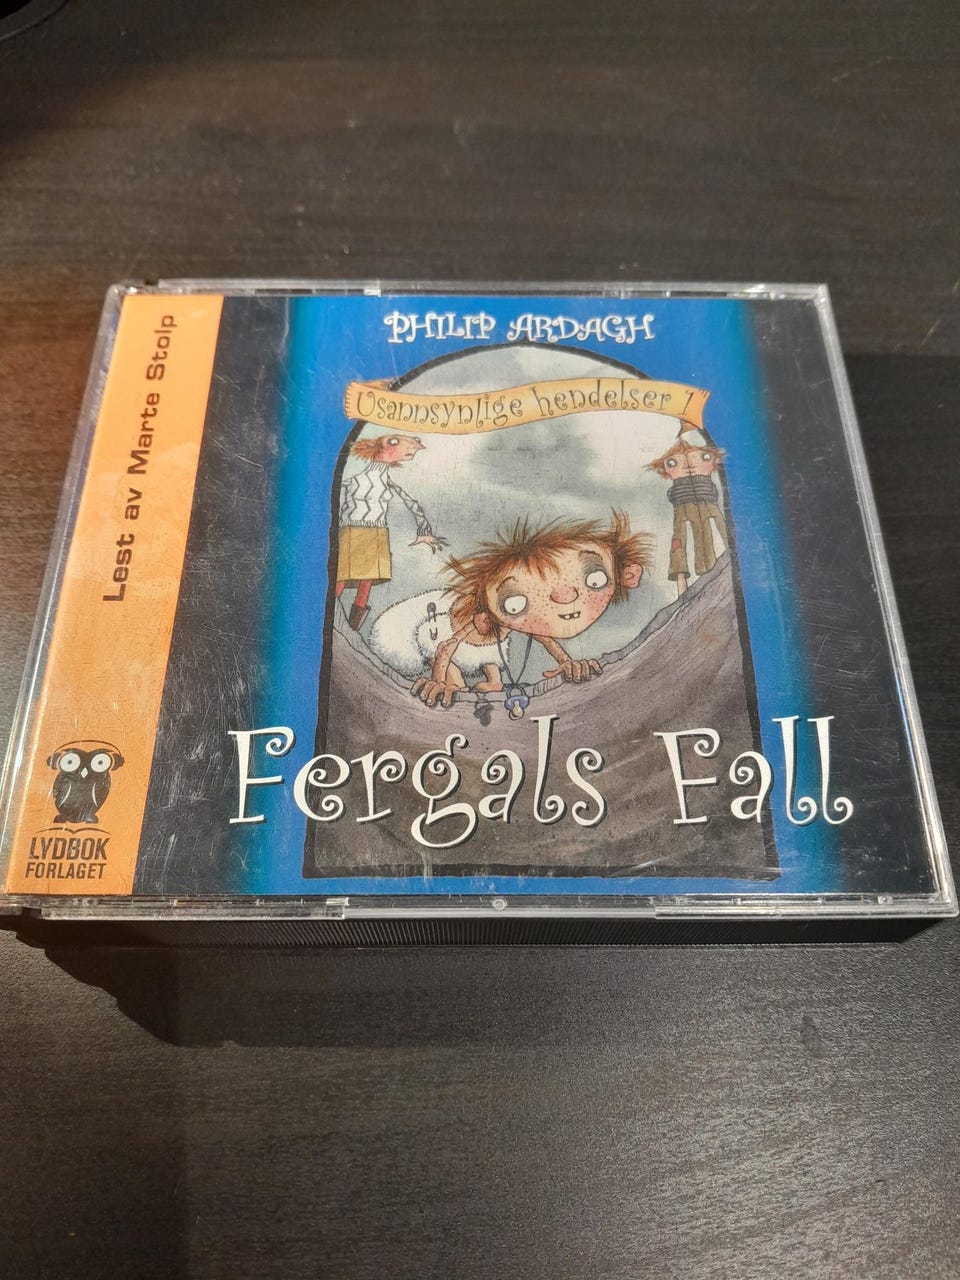 PHILIP ARDAGH
Usannsynlige hendelser 1
Fergals Fall
Lest av Marte Stolp
LYDBOK
FORLAGET